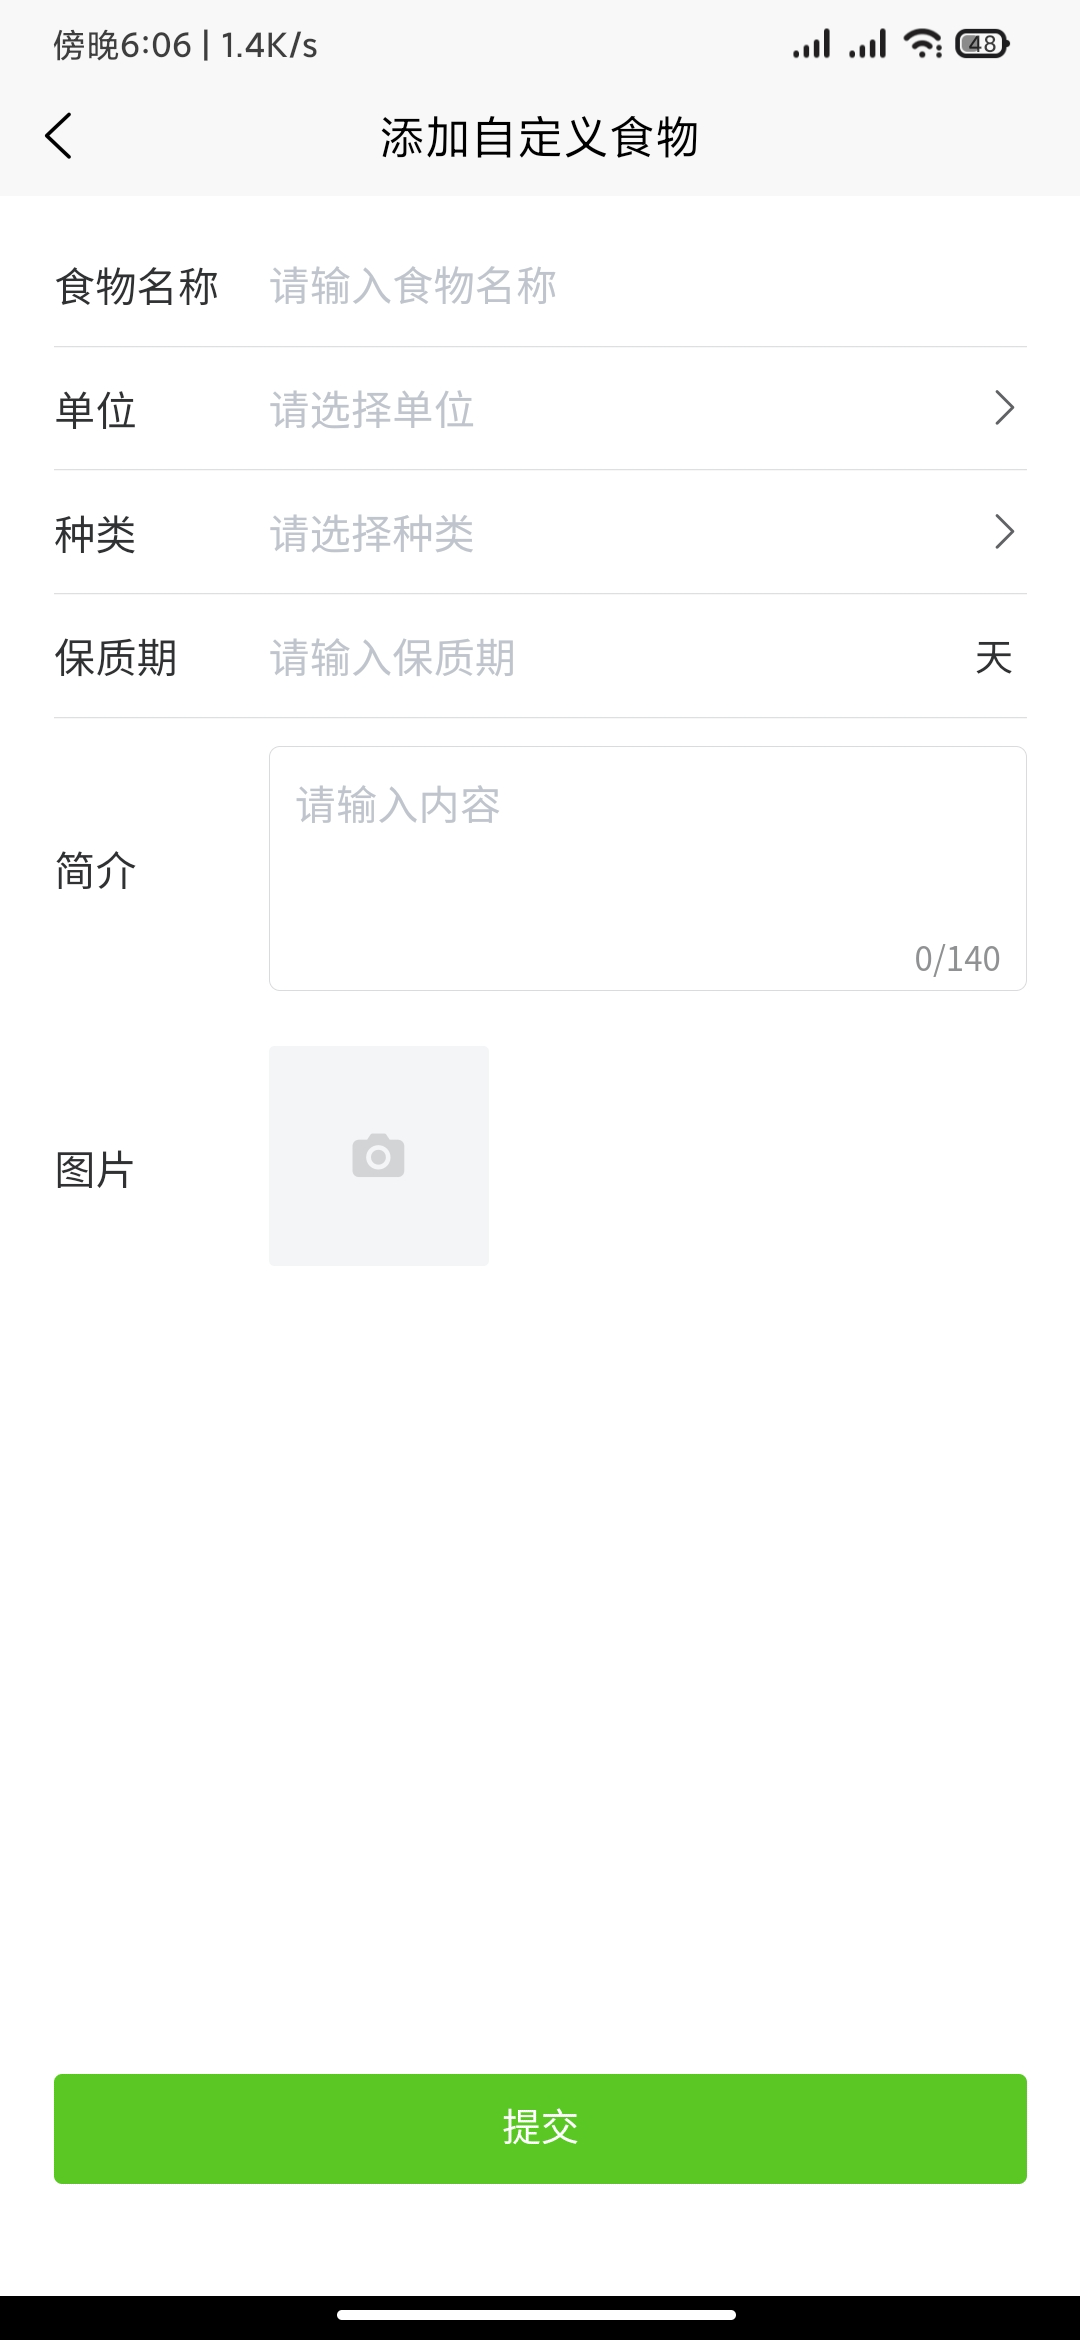 傍晚6:06 | 1.4K/s
48
添加自定义食物
食物名称 请输入食物名称
单位 请选择单位
种类 请选择种类
保质期 请输入保质期 天
简介 请输入内容
0/140
图片
提交